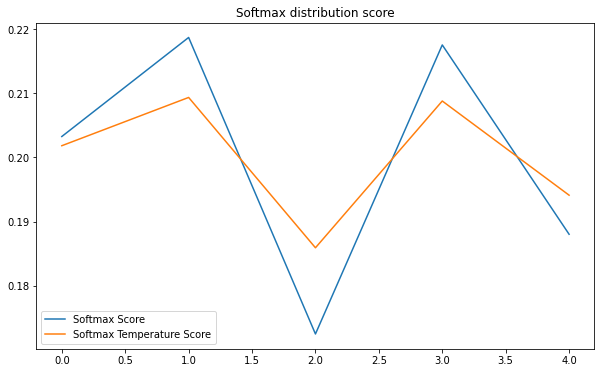 Softmax distribution score
0.22
0.21
0.20
0.19
0.18
Softmax Score
Softmax Temperature Score
0.0 0.5 1.0 1.5 2.0 2.5 3.0 3.5 4.0